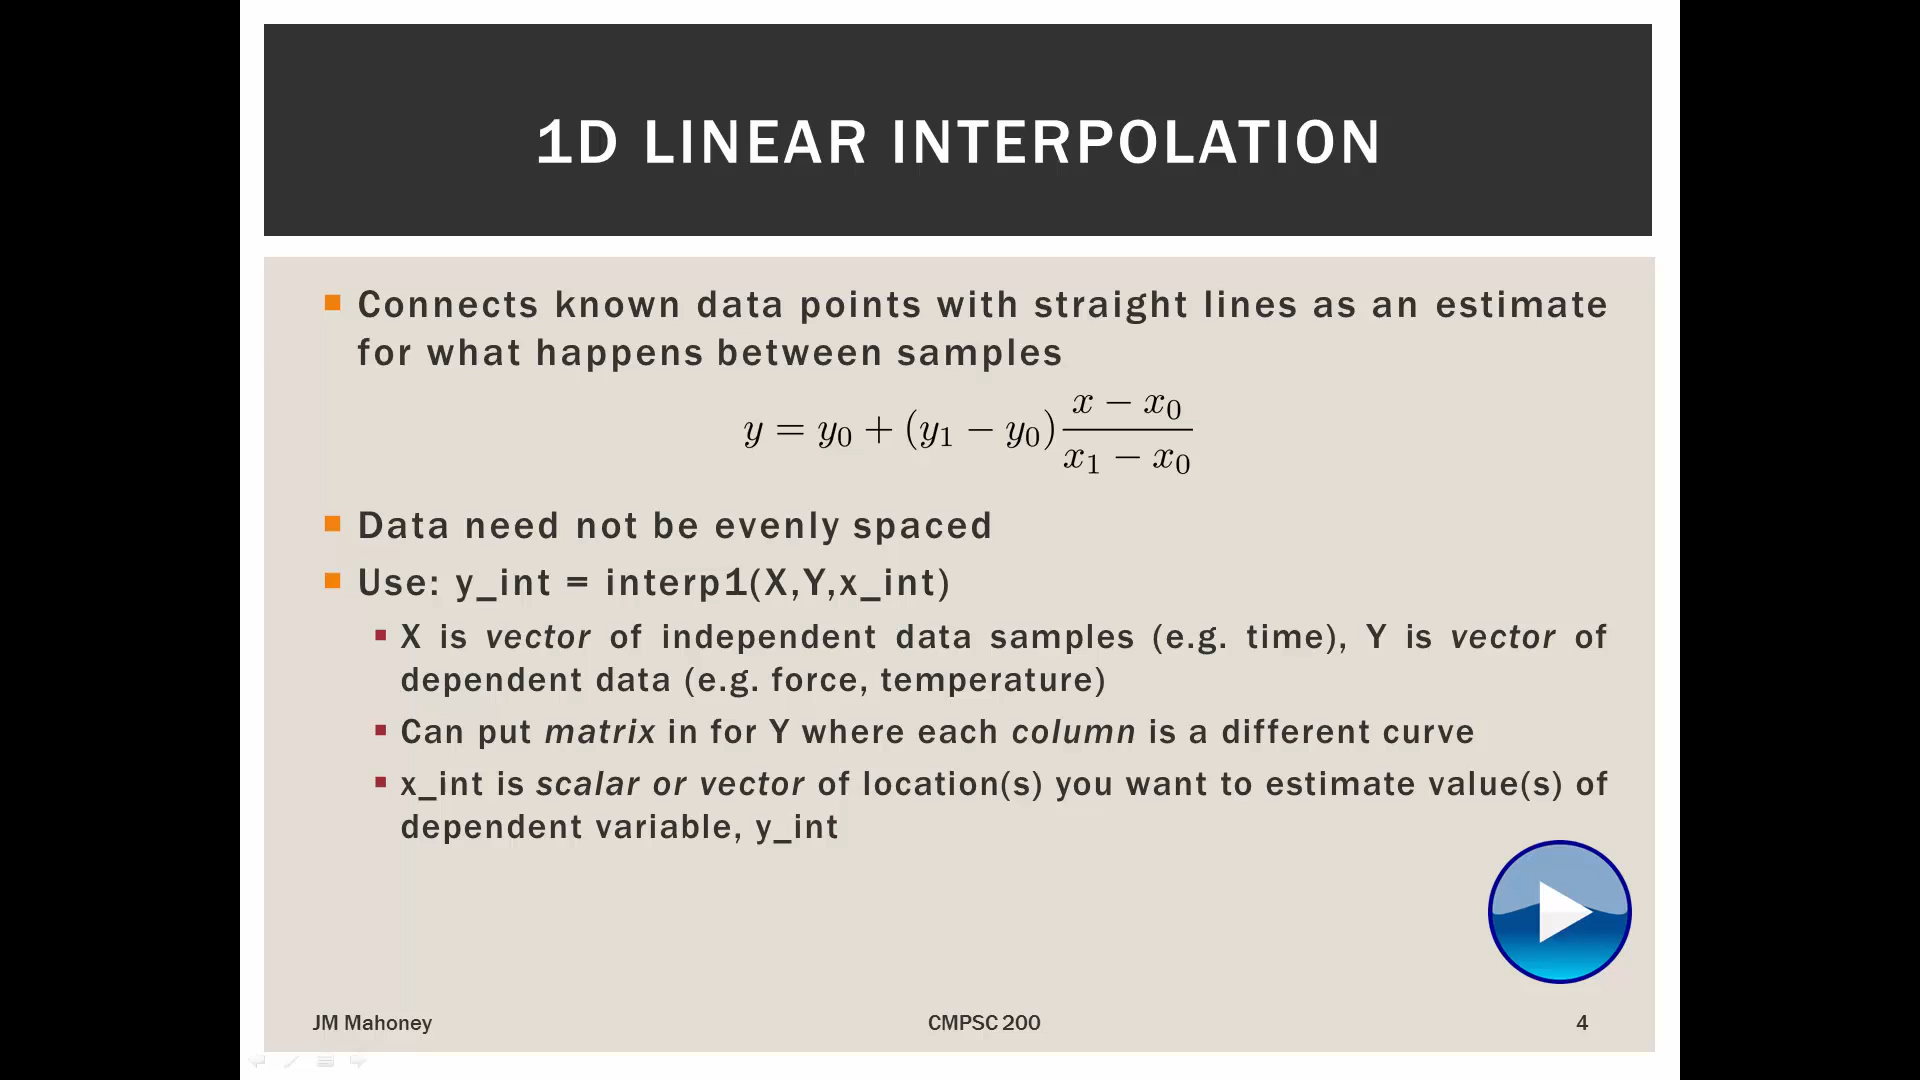 1D LINEAR INTERPOLATION
Connects known data points with straight lines as an estimate
for what happens between samples
y = y₀ + (y₁ − y₀) (x − x₀)/(x₁ − x₀)
Data need not be evenly spaced
Use: y_int = interp1(X,Y,x_int)
X is vector of independent data samples (e.g. time), Y is vector of
dependent data (e.g. force, temperature)
Can put matrix in for Y where each column is a different curve
x_int is scalar or vector of location(s) you want to estimate value(s) of
dependent variable, y_int
JM Mahoney CMPSC 200 4